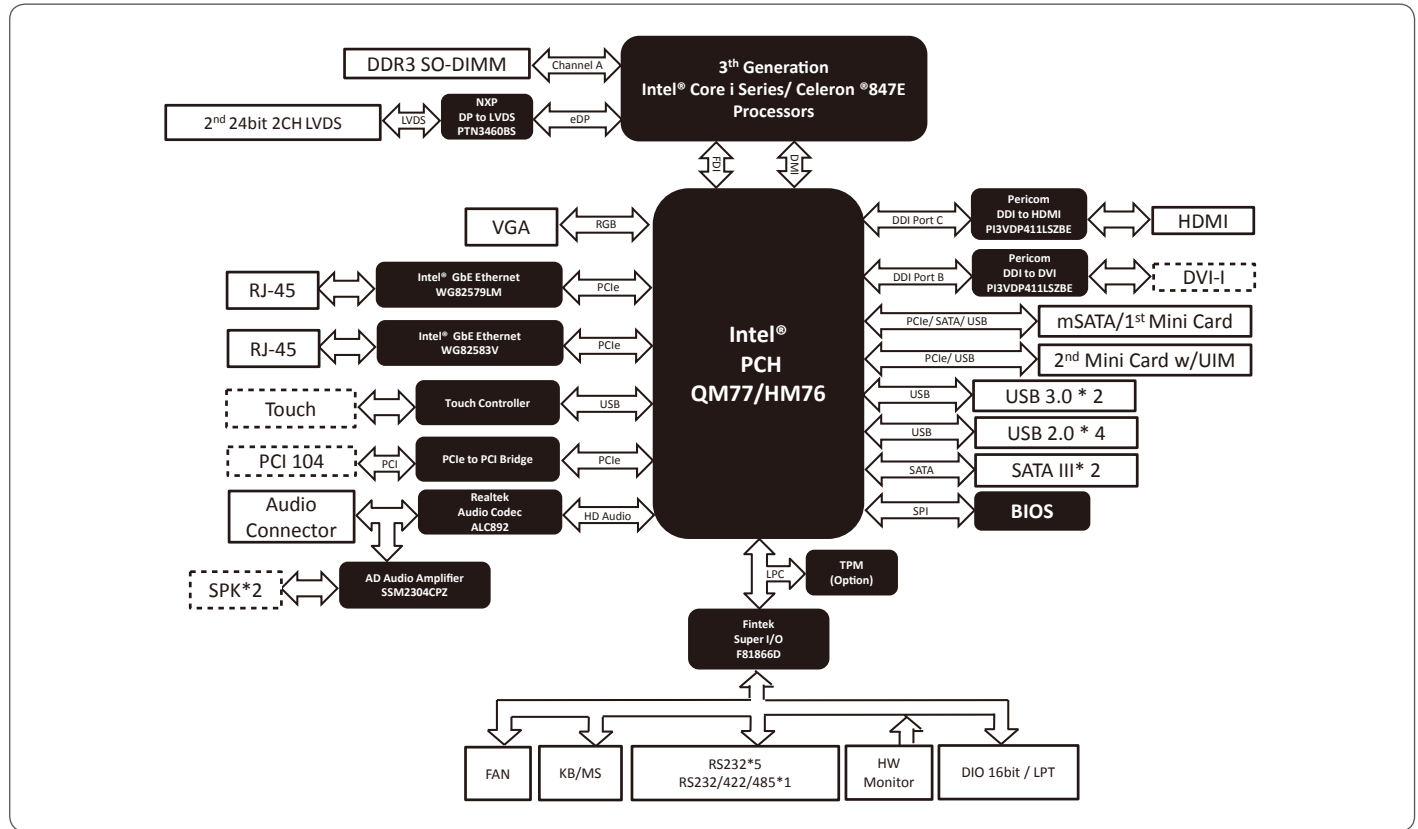 DDR3 SO-DIMM
Channel A
3th Generation
Intel® Core i Series/ Celeron ®847E
Processors
2nd 24bit 2CH LVDS
LVDS
NXP
DP to LVDS
PTN3460BS
eDP
FDI
DMI
VGA
RGB
Intel®
PCH
QM77/HM76
DDI Port C
Pericom
DDI to HDMI
PI3VDP411LSZBE
HDMI
RJ-45
Intel® GbE Ethernet
WG82579LM
PCIe
DDI Port B
Pericom
DDI to DVI
PI3VDP411LSZBE
DVI-I
RJ-45
Intel® GbE Ethernet
WG82583V
PCIe
PCIe/ SATA/ USB
mSATA/1st Mini Card
PCIe/ USB
2nd Mini Card w/UIM
Touch
Touch Controller
USB
USB
USB 3.0 * 2
USB
USB 2.0 * 4
PCI 104
PCI
PCIe to PCI Bridge
PCIe
SATA
SATA III* 2
Audio
Connector
Realtek
Audio Codec
ALC892
HD Audio
SPI
BIOS
SPK*2
AD Audio Amplifier
SSM2304CPZ
LPC
TPM
(Option)
Fintek
Super I/O
F81866D
FAN
KB/MS
RS232*5
RS232/422/485*1
HW
Monitor
DIO 16bit / LPT